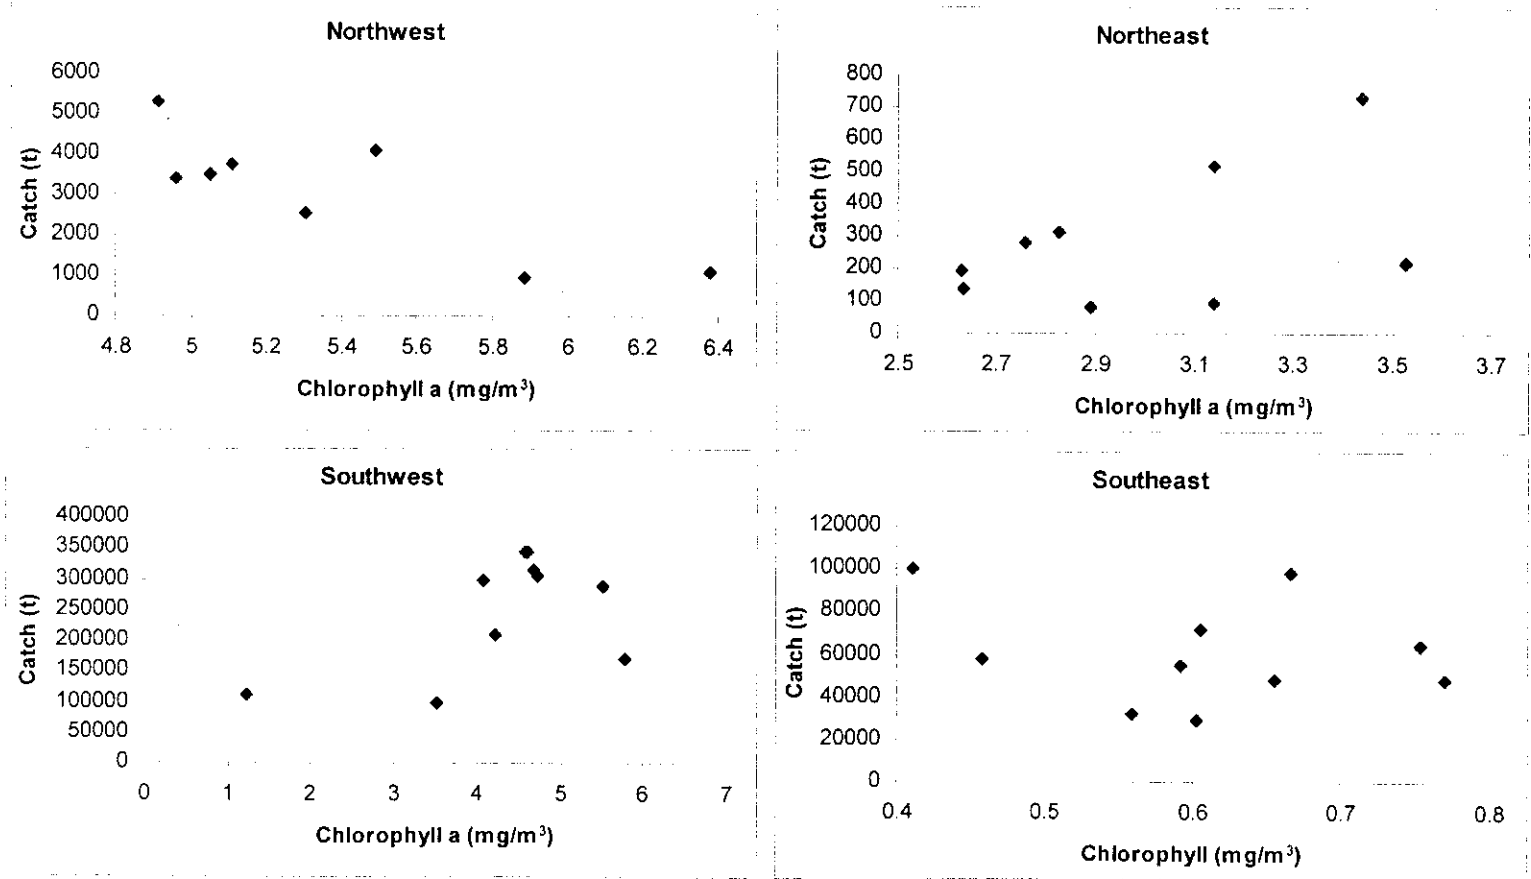 Northwest
6000
5000
4000
3000
2000
1000
0
Catch (t)
4.8 5 5.2 5.4 5.6 5.8 6 6.2 6.4
Chlorophyll a (mg/m³)
Northeast
800
700
600
500
400
300
200
100
0
Catch (t)
2.5 2.7 2.9 3.1 3.3 3.5 3.7
Chlorophyll a (mg/m³)
Southwest
400000
350000
300000
250000
200000
150000
100000
50000
0
Catch (t)
0 1 2 3 4 5 6 7
Chlorophyll a (mg/m³)
Southeast
120000
100000
80000
60000
40000
20000
0
Catch (t)
0.4 0.5 0.6 0.7 0.8
Chlorophyll (mg/m³)